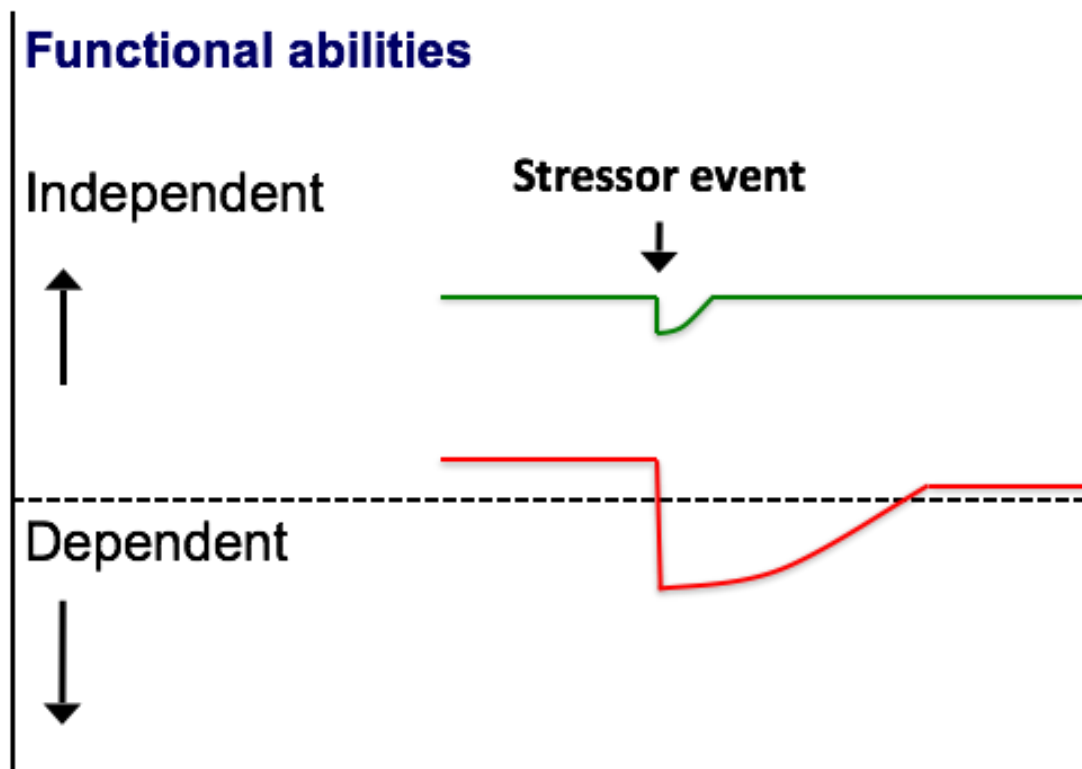 Functional abilities
Independent
Stressor event
Dependent